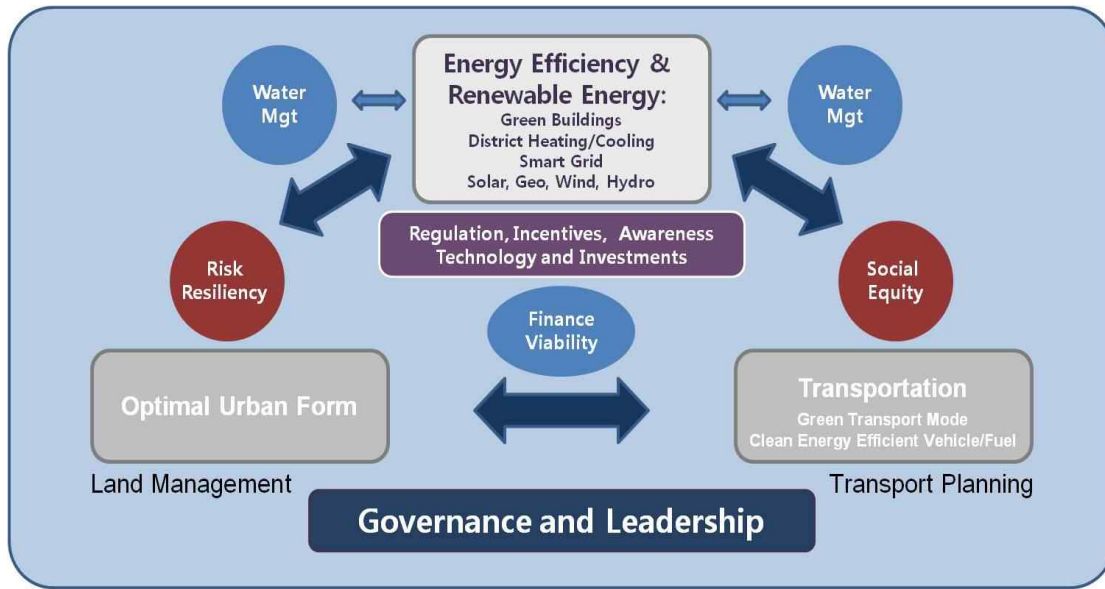 Energy Efficiency &
Renewable Energy:
Green Buildings
District Heating/Cooling
Smart Grid
Solar, Geo, Wind, Hydro
Water
Mgt
Water
Mgt
Regulation, Incentives, Awareness
Technology and Investments
Risk
Resiliency
Social
Equity
Finance
Viability
Optimal Urban Form
Transportation
Green Transport Mode
Clean Energy Efficient Vehicle/Fuel
Land Management
Transport Planning
Governance and Leadership